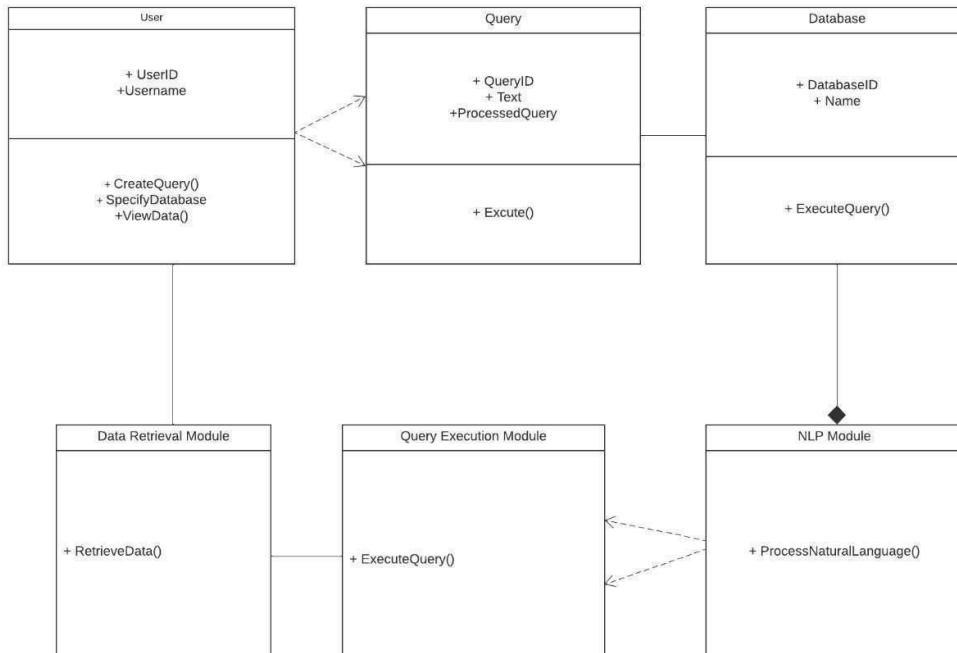 User
+ UserID
+Username
+ CreateQuery()
+ SpecifyDatabase
+ViewData()
Query
+ QueryID
+ Text
+ProcessedQuery
+ Excute()
Database
+ DatabaseID
+ Name
+ ExecuteQuery()
Data Retrieval Module
+ RetrieveData()
Query Execution Module
+ ExecuteQuery()
NLP Module
+ ProcessNaturalLanguage()